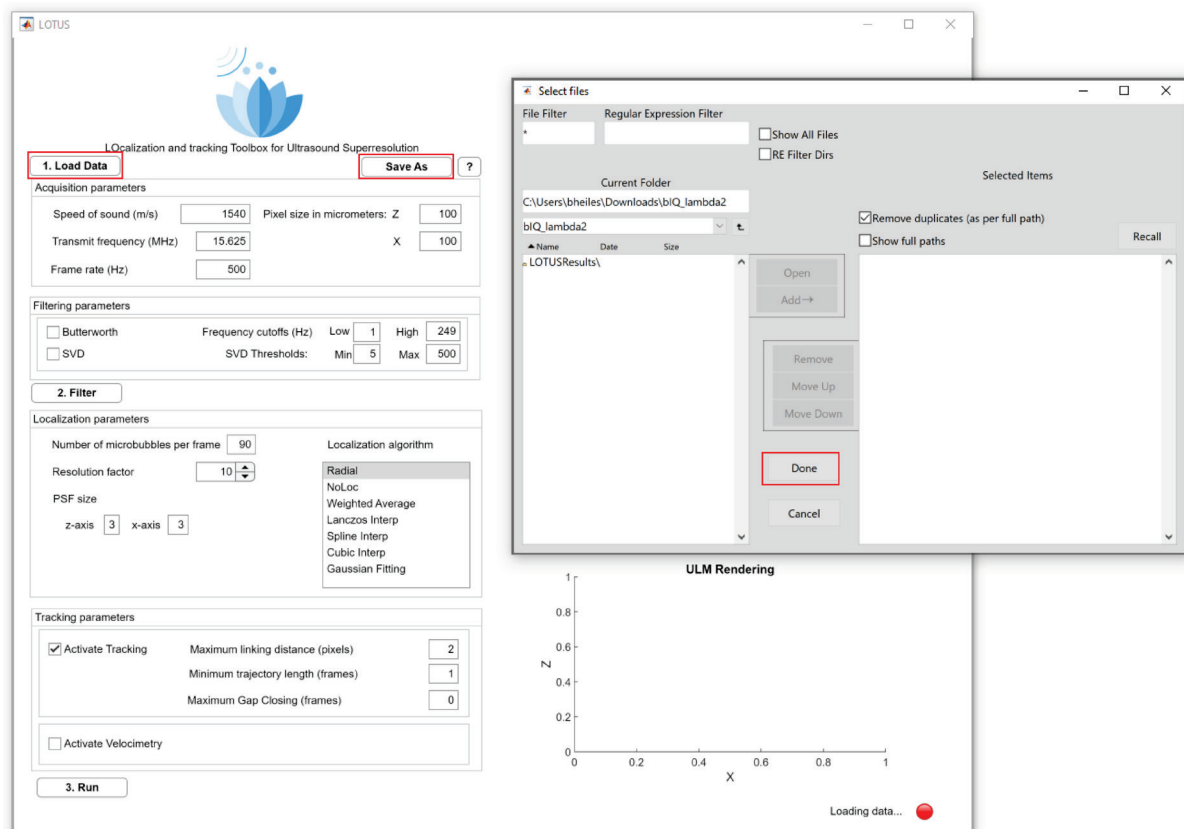 LOTUS
LOcalization and tracking Toolbox for Ultrasound Superresolution
1. Load Data
Save As
?
Acquisition parameters
Speed of sound (m/s) 1540 Pixel size in micrometers: Z 100
Transmit frequency (MHz) 15.625 X 100
Frame rate (Hz) 500
Filtering parameters
Butterworth Frequency cutoffs (Hz) Low 1 High 249
SVD SVD Thresholds: Min 5 Max 500
2. Filter
Localization parameters
Number of microbubbles per frame 90 Localization algorithm
Resolution factor 10
PSF size
z-axis 3 x-axis 3
Radial
NoLoc
Weighted Average
Lanczos Interp
Spline Interp
Cubic Interp
Gaussian Fitting
Tracking parameters
Activate Tracking Maximum linking distance (pixels) 2
Minimum trajectory length (frames) 1
Maximum Gap Closing (frames) 0
Activate Velocimetry
3. Run
Select files
File Filter Regular Expression Filter
*
Show All Files
RE Filter Dirs
Current Folder
C:\Users\bheiles\Downloads\bIQ_lambda2
bIQ_lambda2
Name Date Size
LOTUSResults\
Open
Add→
Remove
Move Up
Move Down
Done
Cancel
Selected Items
Remove duplicates (as per full path)
Show full paths
Recall
ULM Rendering
1
0.8
0.6
0.4
0.2
0
Z
0 0.2 0.4 0.6 0.8 1
X
Loading data...